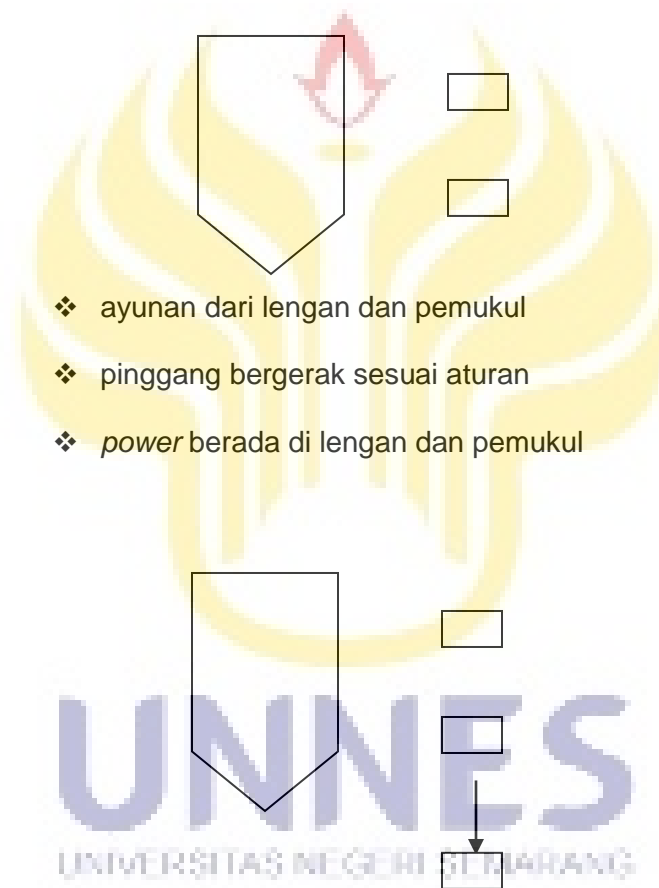 ❖ ayunan dari lengan dan pemukul
❖ pinggang bergerak sesuai aturan
❖ power berada di lengan dan pemukul
UNNES
UNIVERSITAS NEGERI SEMARANG